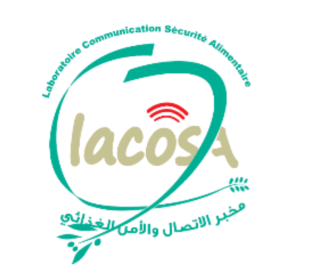 Laboratoire Communication Sécurité Alimentaire
lacosA
مخبر الاتصال والأمن الغذائي